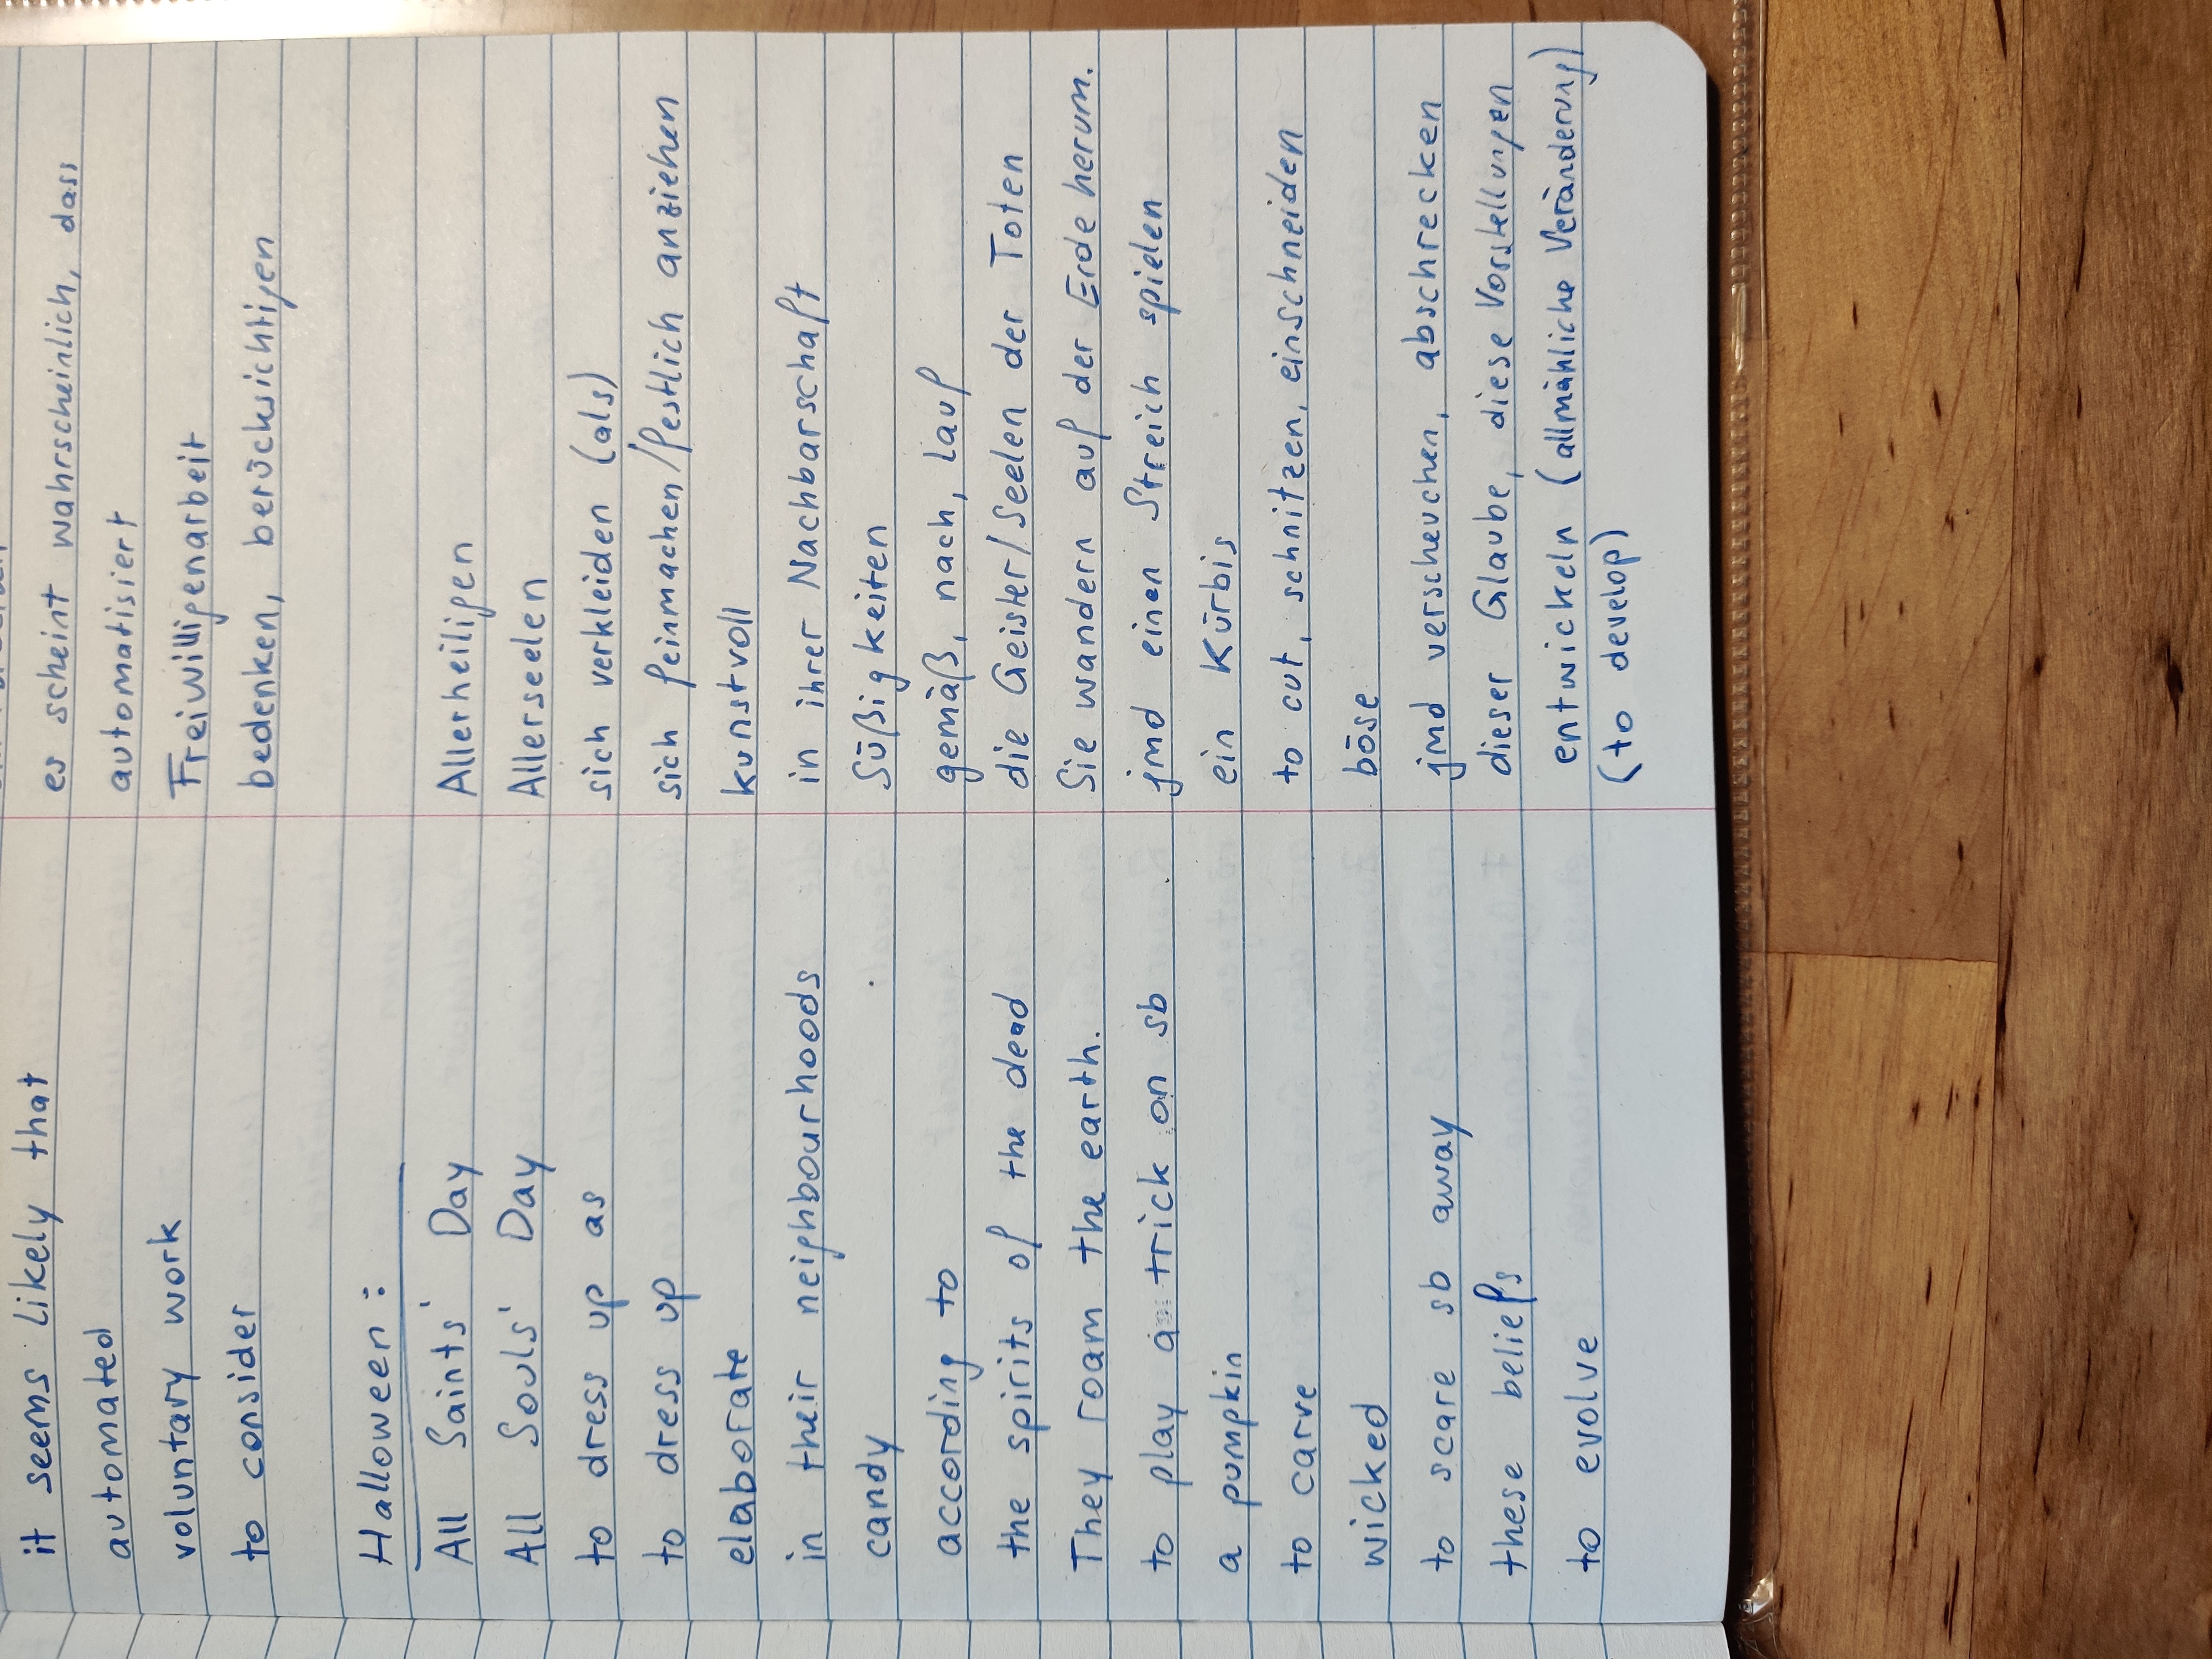 it seems likely that es scheint wahrscheinlich, dass
automated automatisiert
voluntary work Freiwilligenarbeit
to consider bedenken, berücksichtigen
Halloween:
All Saints' Day Allerheiligen
All Souls' Day Allerseelen
to dress up as sich verkleiden (als)
to dress up sich feinmachen/festlich anziehen
elaborate kunstvoll
in their neighbourhoods in ihrer Nachbarschaft
candy Süßigkeiten
according to gemäß, nach, lauf
the spirits of the dead die Geister/Seelen der Toten
They roam the earth. Sie wandern auf der Erde herum.
to play a trick on sb jmd einen Streich spielen
a pumpkin ein Kürbis
to carve to cut, schnitzen, einschneiden
wicked böse
to scare sb away jmd verscheuchen, abschrecken
these beliefs dieser Glaube, diese Vorstellungen
to evolve entwickeln (allmähliche Veränderung)
(to develop)